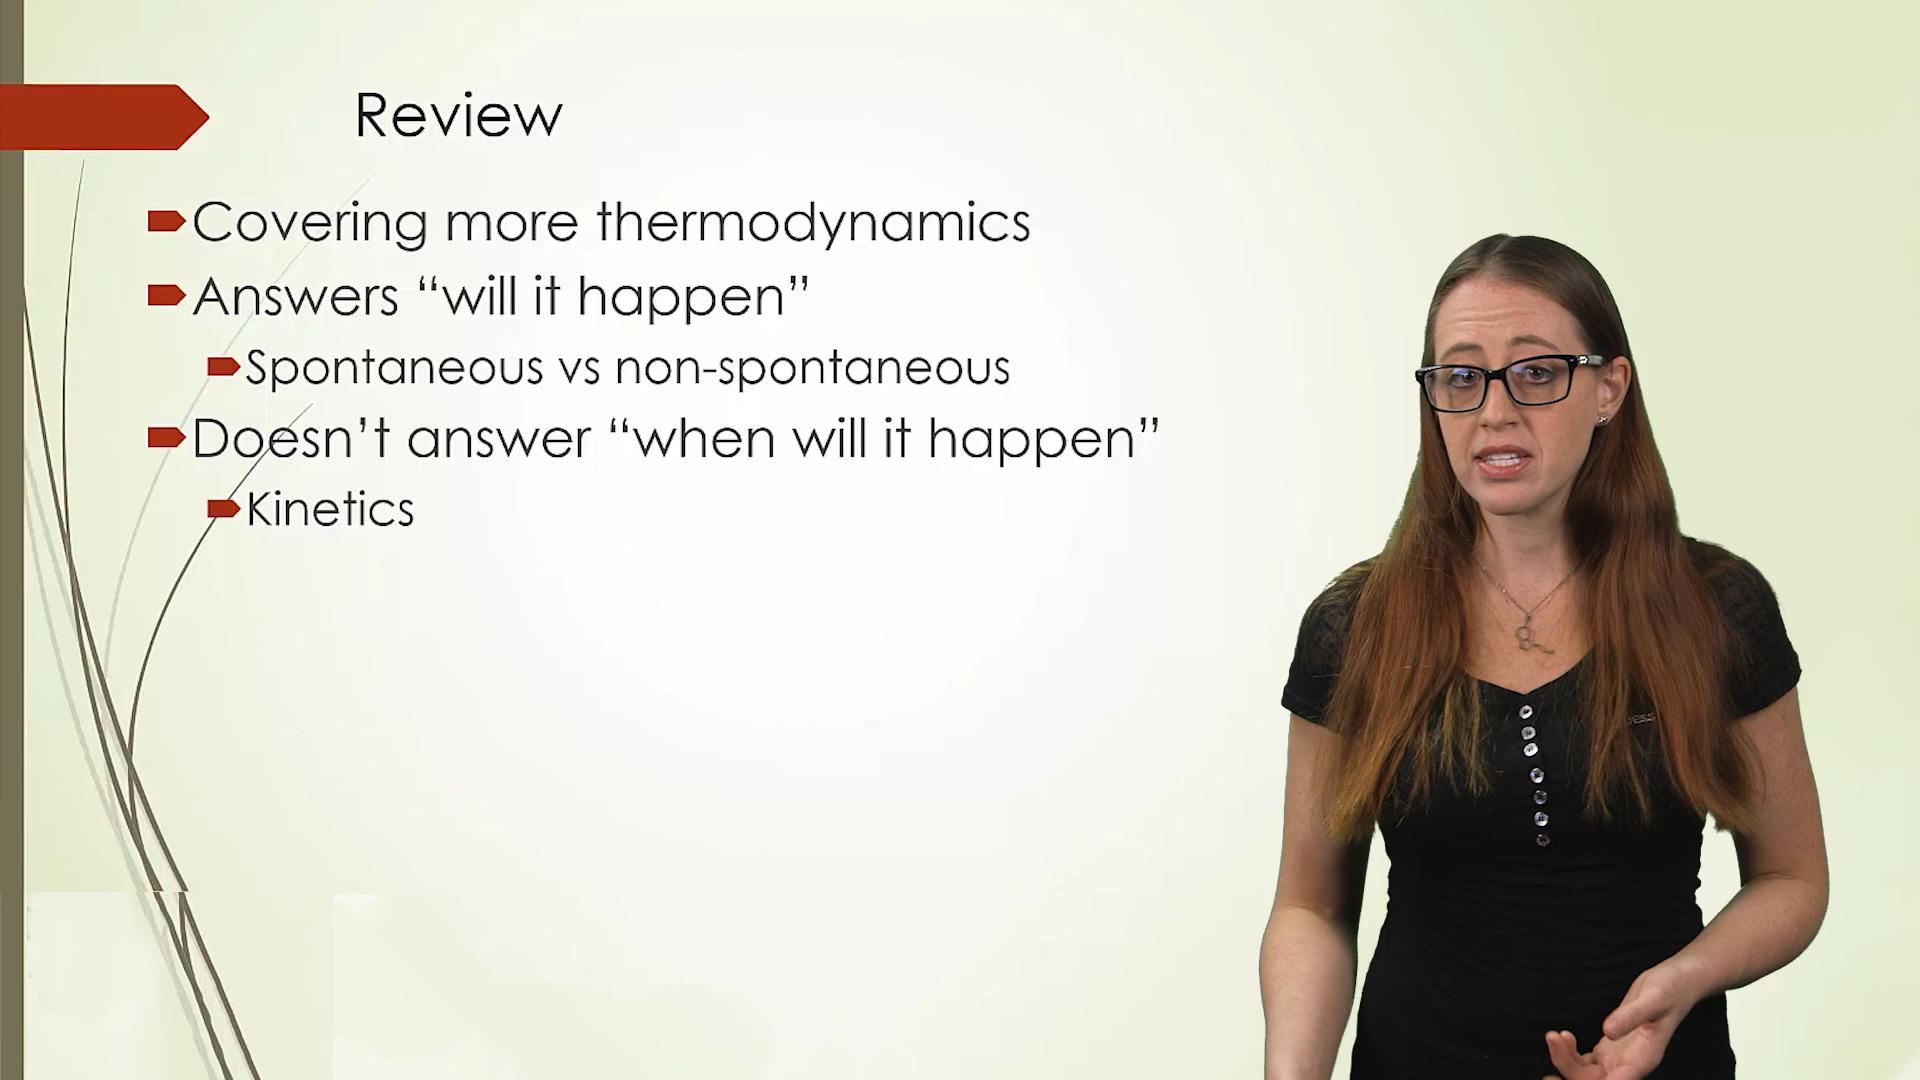 Review
Covering more thermodynamics
Answers “will it happen”
Spontaneous vs non-spontaneous
Doesn’t answer “when will it happen”
Kinetics